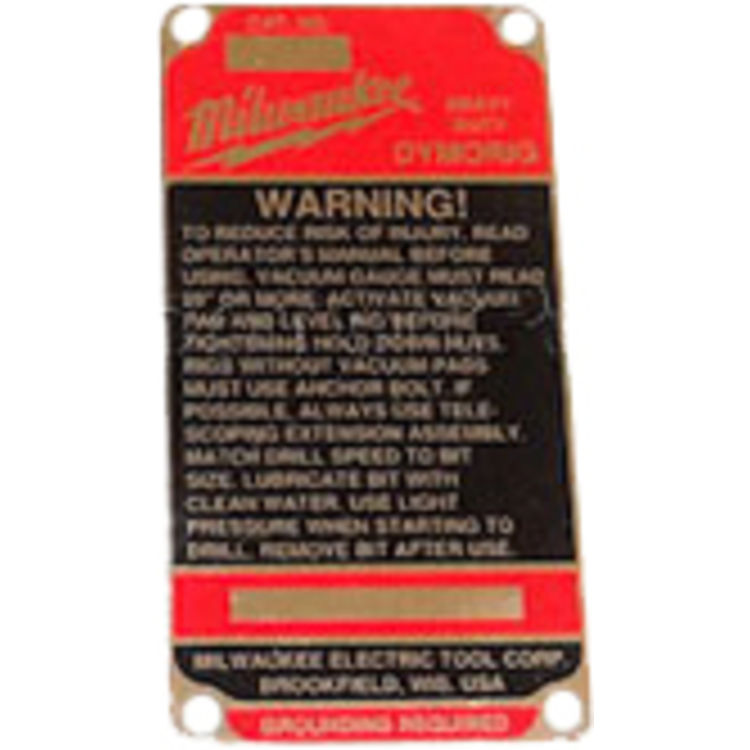 CAT. NO.
Milwaukee
HEAVY
DUTY
DYMORIG
WARNING!
TO REDUCE RISK OF INJURY, READ
OPERATOR'S MANUAL BEFORE
USING. VACUUM GAUGE MUST READ
20" OR MORE. ACTIVATE VACUUM
PAD AND LEVEL RIG BEFORE
TIGHTENING HOLD DOWN NUTS.
RIGS WITHOUT VACUUM PADS
MUST USE ANCHOR BOLT. IF
POSSIBLE, ALWAYS USE TELE-
SCOPING EXTENSION ASSEMBLY.
MATCH DRILL SPEED TO BIT
SIZE. LUBRICATE BIT WITH
CLEAN WATER. USE LIGHT
PRESSURE WHEN STARTING TO
DRILL. REMOVE BIT AFTER USE.
MILWAUKEE ELECTRIC TOOL CORP.
BROOKFIELD, WIS. USA
GROUNDING REQUIRED